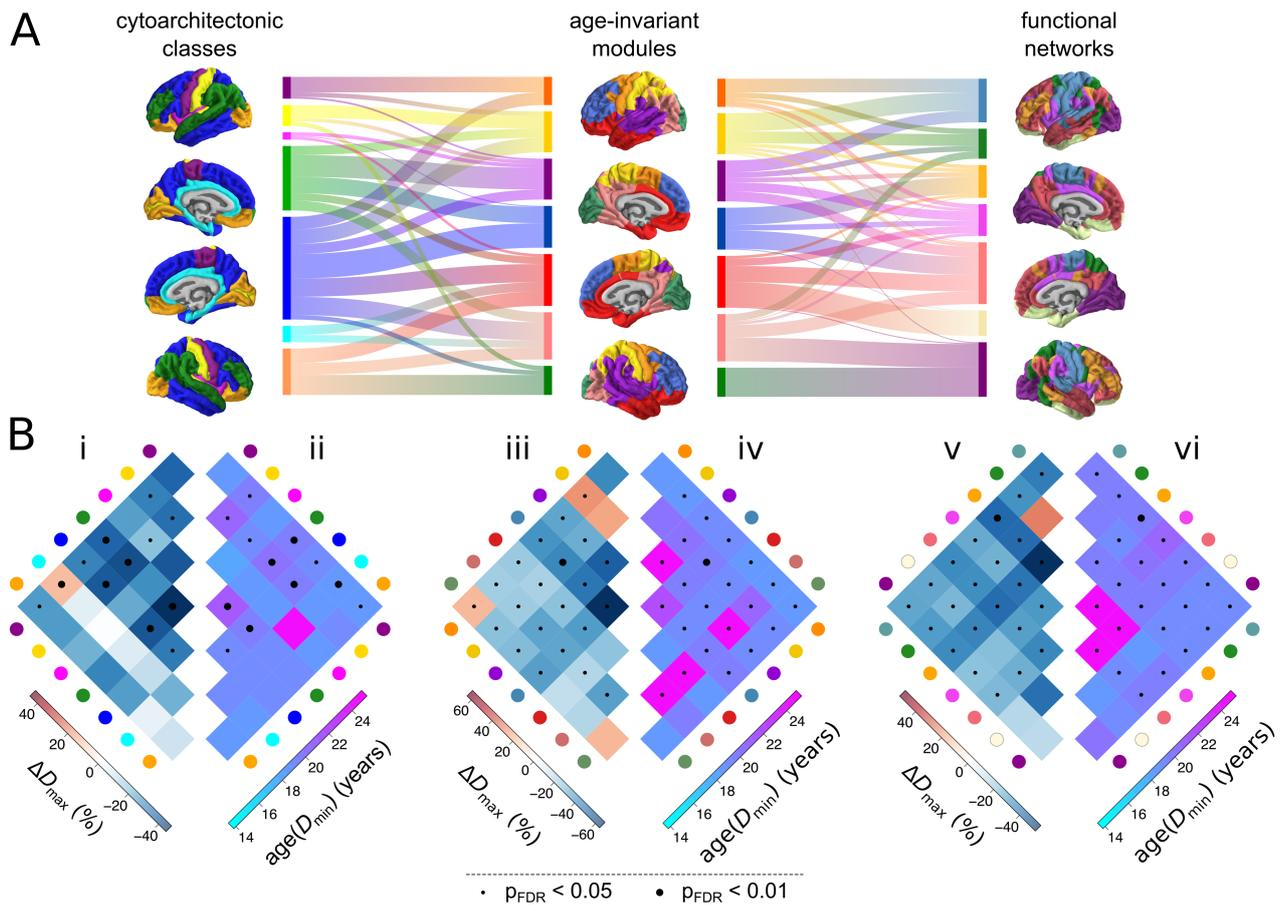 A
cytoarchitectonic
classes
age-invariant
modules
functional
networks
B
i
ii
iii
iv
v
vi
40
20
0
−20
−40
ΔDmax (%)
24
22
20
18
16
14
age(Dmin) (years)
60
40
20
0
−20
−40
−60
ΔDmax (%)
24
22
20
18
16
14
age(Dmin) (years)
40
20
0
−20
−40
ΔDmax (%)
24
22
20
18
16
14
age(Dmin) (years)
pFDR < 0.05
pFDR < 0.01